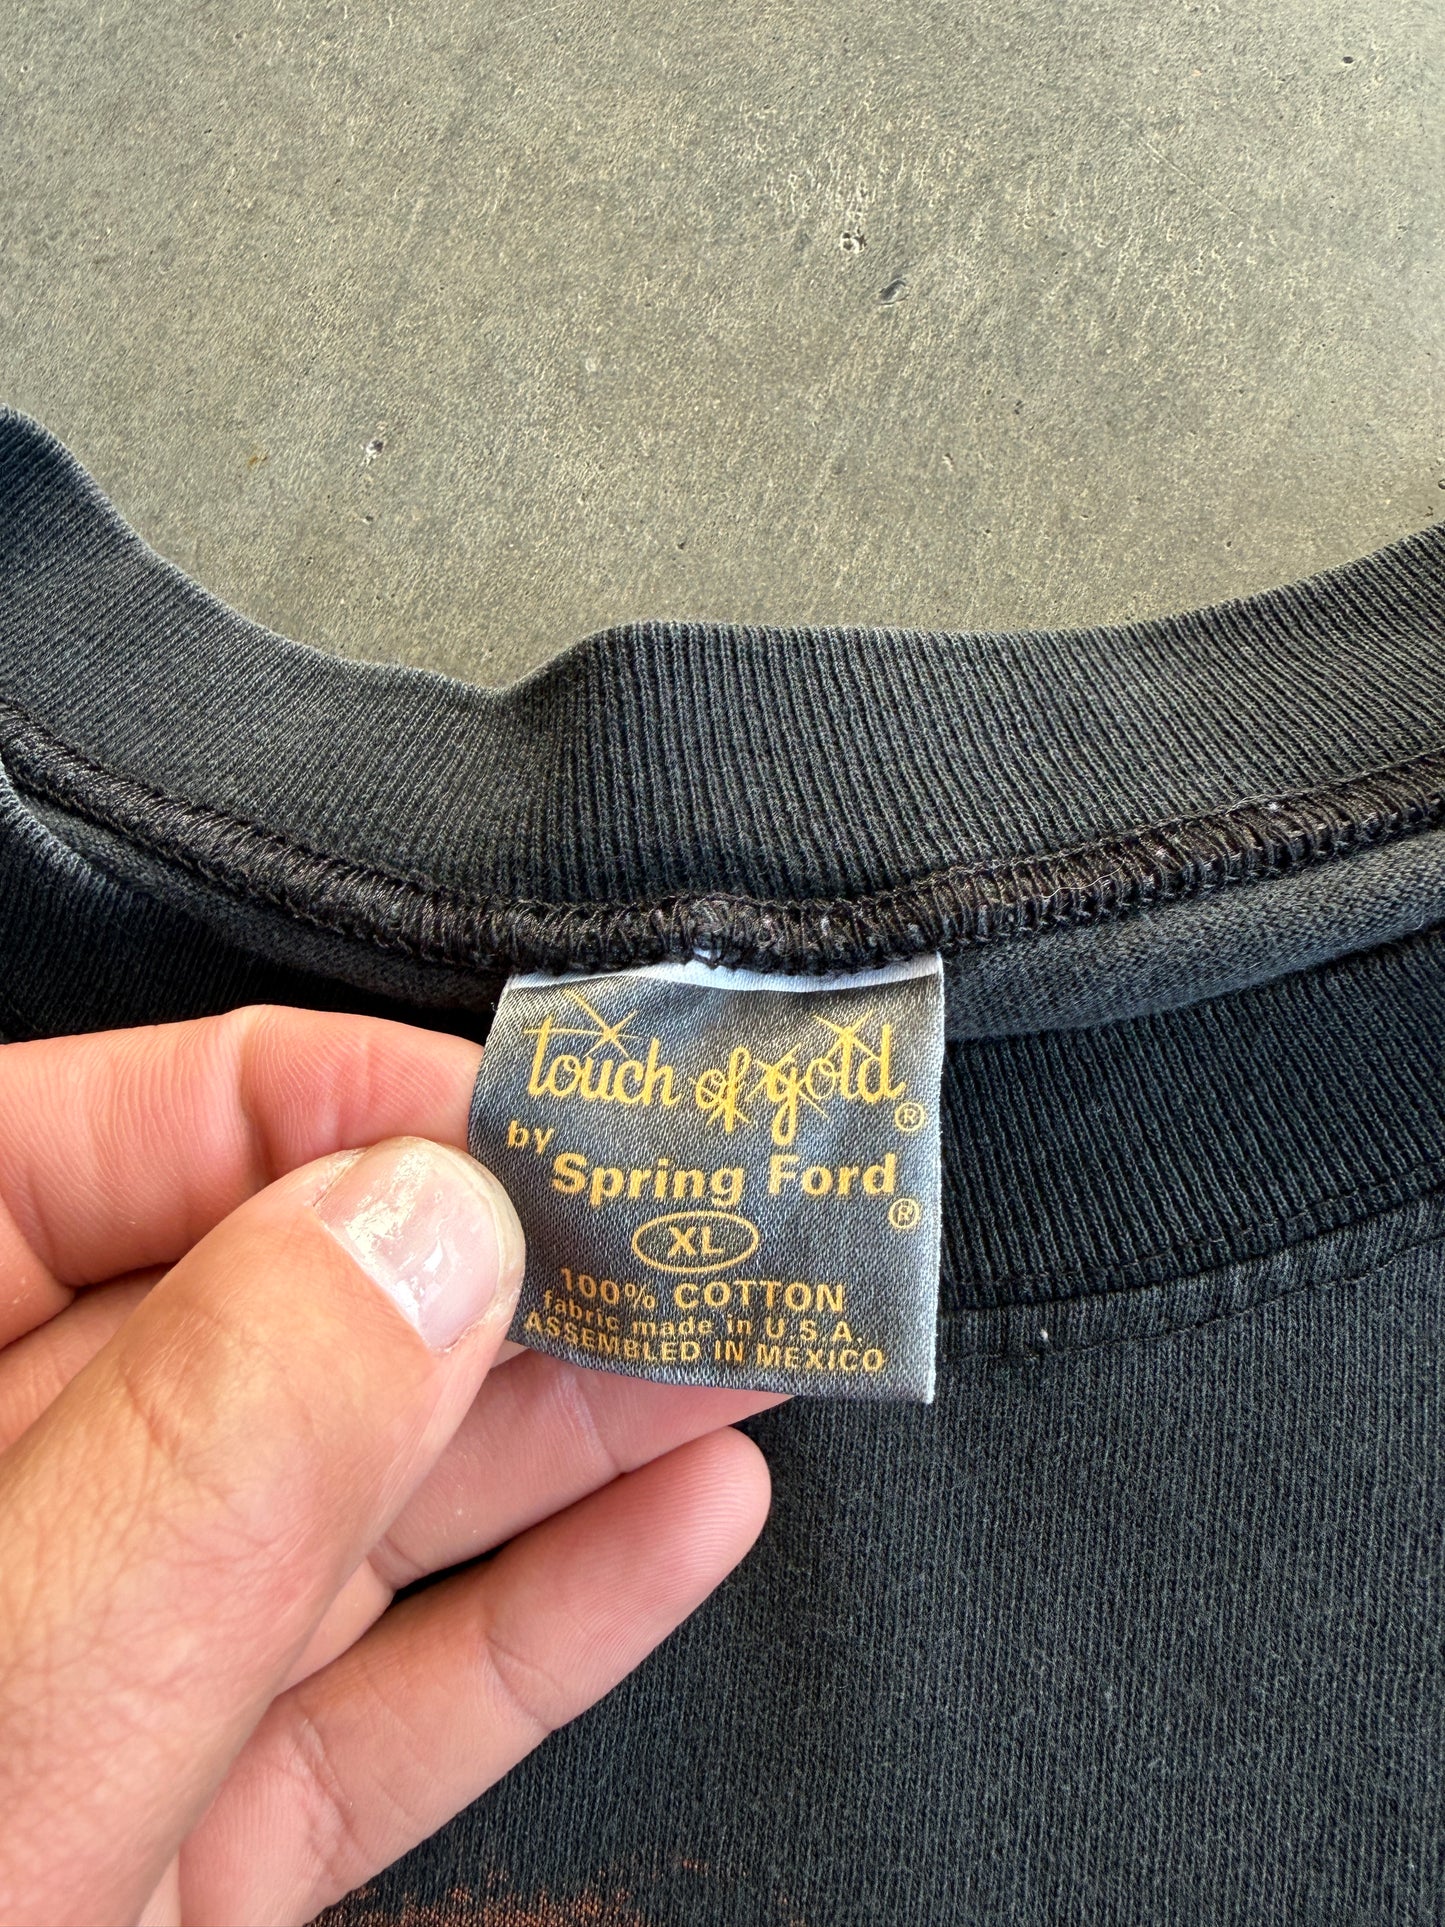 touch of gold®
by Spring Ford®
XL
100% COTTON
fabric made in U.S.A.
ASSEMBLED IN MEXICO